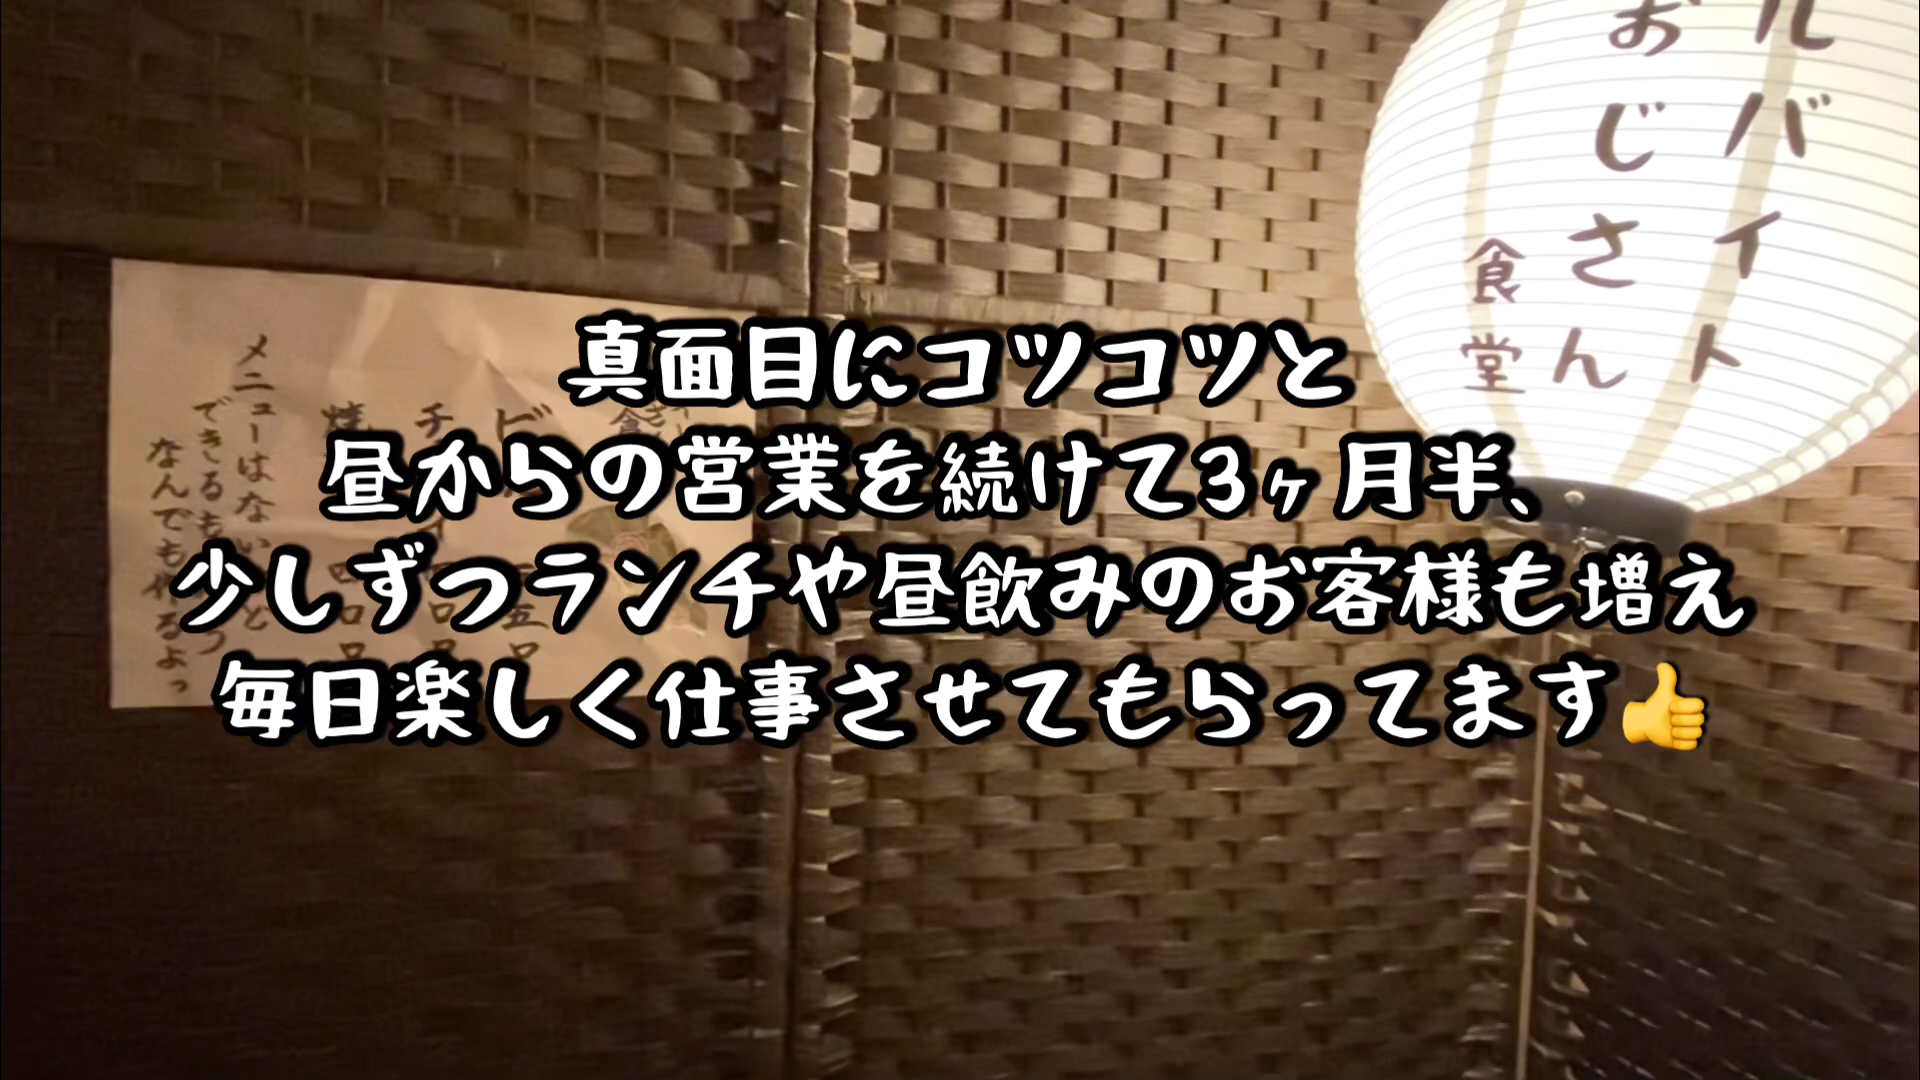 真面目にコツコツと
昼からの営業を続けて3ヶ月半、
少しずつランチや昼飲みのお客様も増え
毎日楽しく仕事させてもらってます👍
ルバイト
おじさん
食堂
メニューはないと
なんでも作るよっ